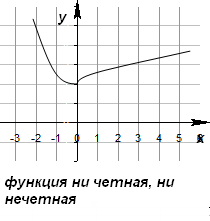 y
-3 -2 -1 0 1 2 3 4 5 x
функция ни четная, ни
нечетная